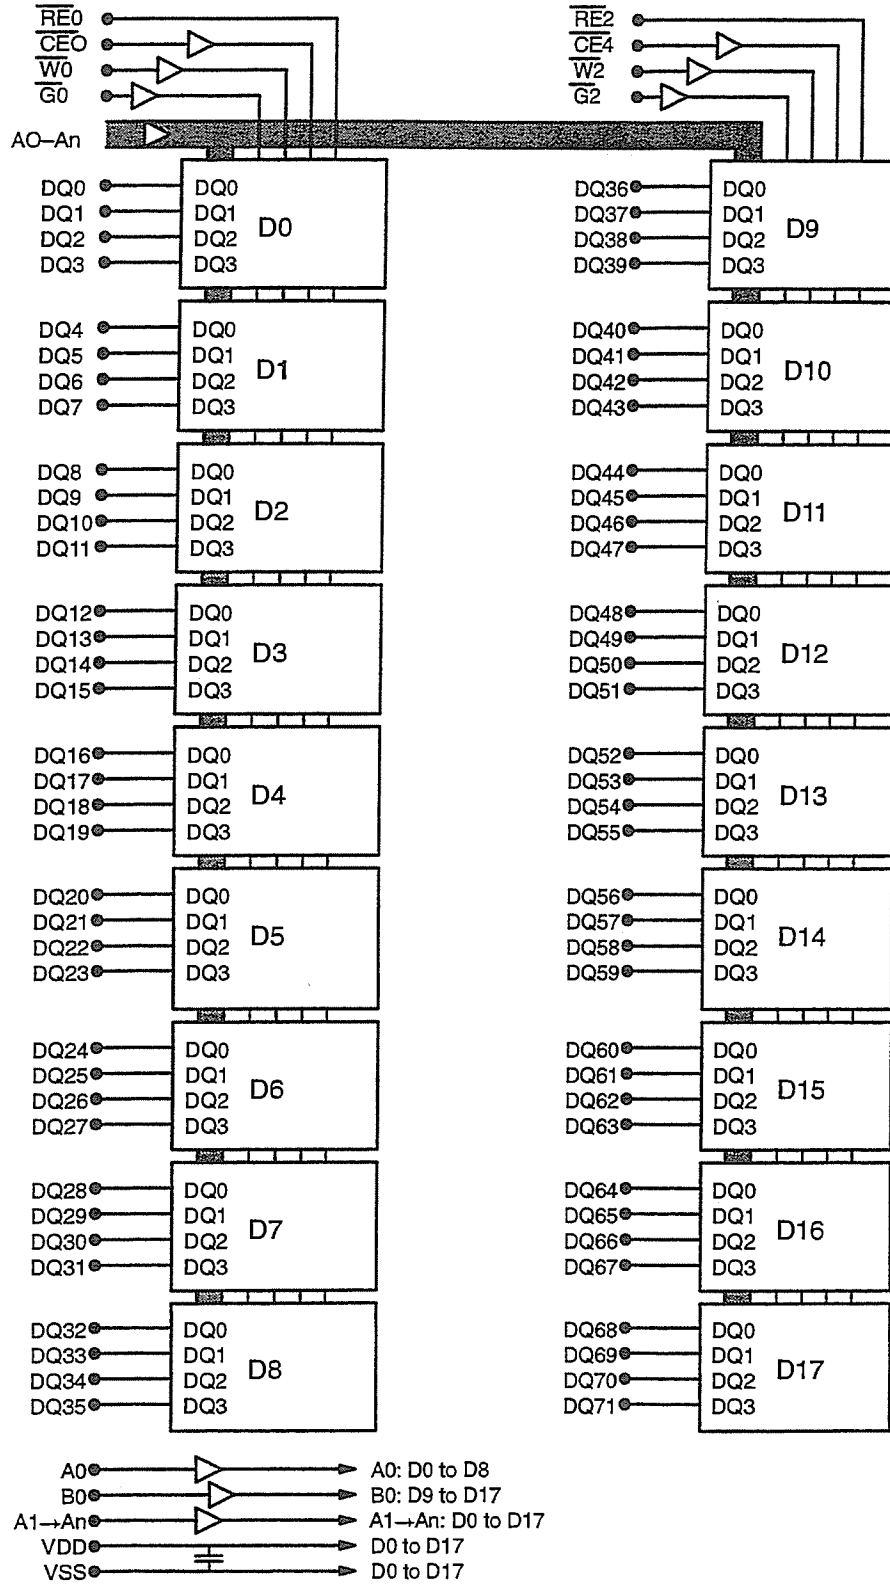 RE0
CEO
W0
G0
AO–An
RE2
CE4
W2
G2
DQ0 DQ0
DQ1 DQ1
DQ2 DQ2
DQ3 DQ3
D0
DQ36 DQ0
DQ37 DQ1
DQ38 DQ2
DQ39 DQ3
D9
DQ4 DQ0
DQ5 DQ1
DQ6 DQ2
DQ7 DQ3
D1
DQ40 DQ0
DQ41 DQ1
DQ42 DQ2
DQ43 DQ3
D10
DQ8 DQ0
DQ9 DQ1
DQ10 DQ2
DQ11 DQ3
D2
DQ44 DQ0
DQ45 DQ1
DQ46 DQ2
DQ47 DQ3
D11
DQ12 DQ0
DQ13 DQ1
DQ14 DQ2
DQ15 DQ3
D3
DQ48 DQ0
DQ49 DQ1
DQ50 DQ2
DQ51 DQ3
D12
DQ16 DQ0
DQ17 DQ1
DQ18 DQ2
DQ19 DQ3
D4
DQ52 DQ0
DQ53 DQ1
DQ54 DQ2
DQ55 DQ3
D13
DQ20 DQ0
DQ21 DQ1
DQ22 DQ2
DQ23 DQ3
D5
DQ56 DQ0
DQ57 DQ1
DQ58 DQ2
DQ59 DQ3
D14
DQ24 DQ0
DQ25 DQ1
DQ26 DQ2
DQ27 DQ3
D6
DQ60 DQ0
DQ61 DQ1
DQ62 DQ2
DQ63 DQ3
D15
DQ28 DQ0
DQ29 DQ1
DQ30 DQ2
DQ31 DQ3
D7
DQ64 DQ0
DQ65 DQ1
DQ66 DQ2
DQ67 DQ3
D16
DQ32 DQ0
DQ33 DQ1
DQ34 DQ2
DQ35 DQ3
D8
DQ68 DQ0
DQ69 DQ1
DQ70 DQ2
DQ71 DQ3
D17
A0 A0: D0 to D8
B0 B0: D9 to D17
A1→An A1→An: D0 to D17
VDD D0 to D17
VSS D0 to D17